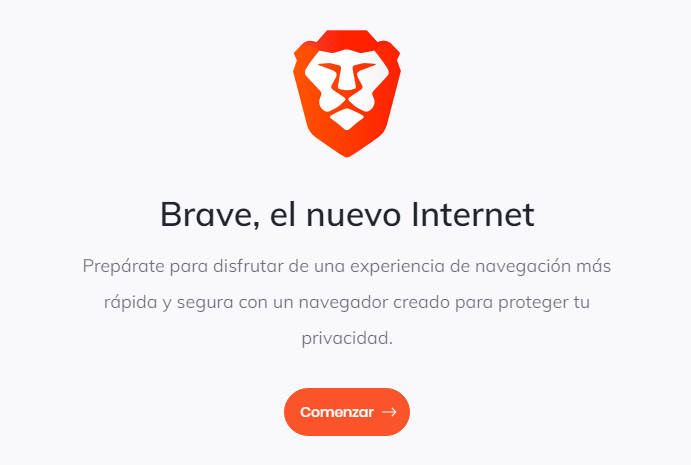 Brave, el nuevo Internet
Prepárate para disfrutar de una experiencia de navegación más
rápida y segura con un navegador creado para proteger tu
privacidad.
Comenzar →